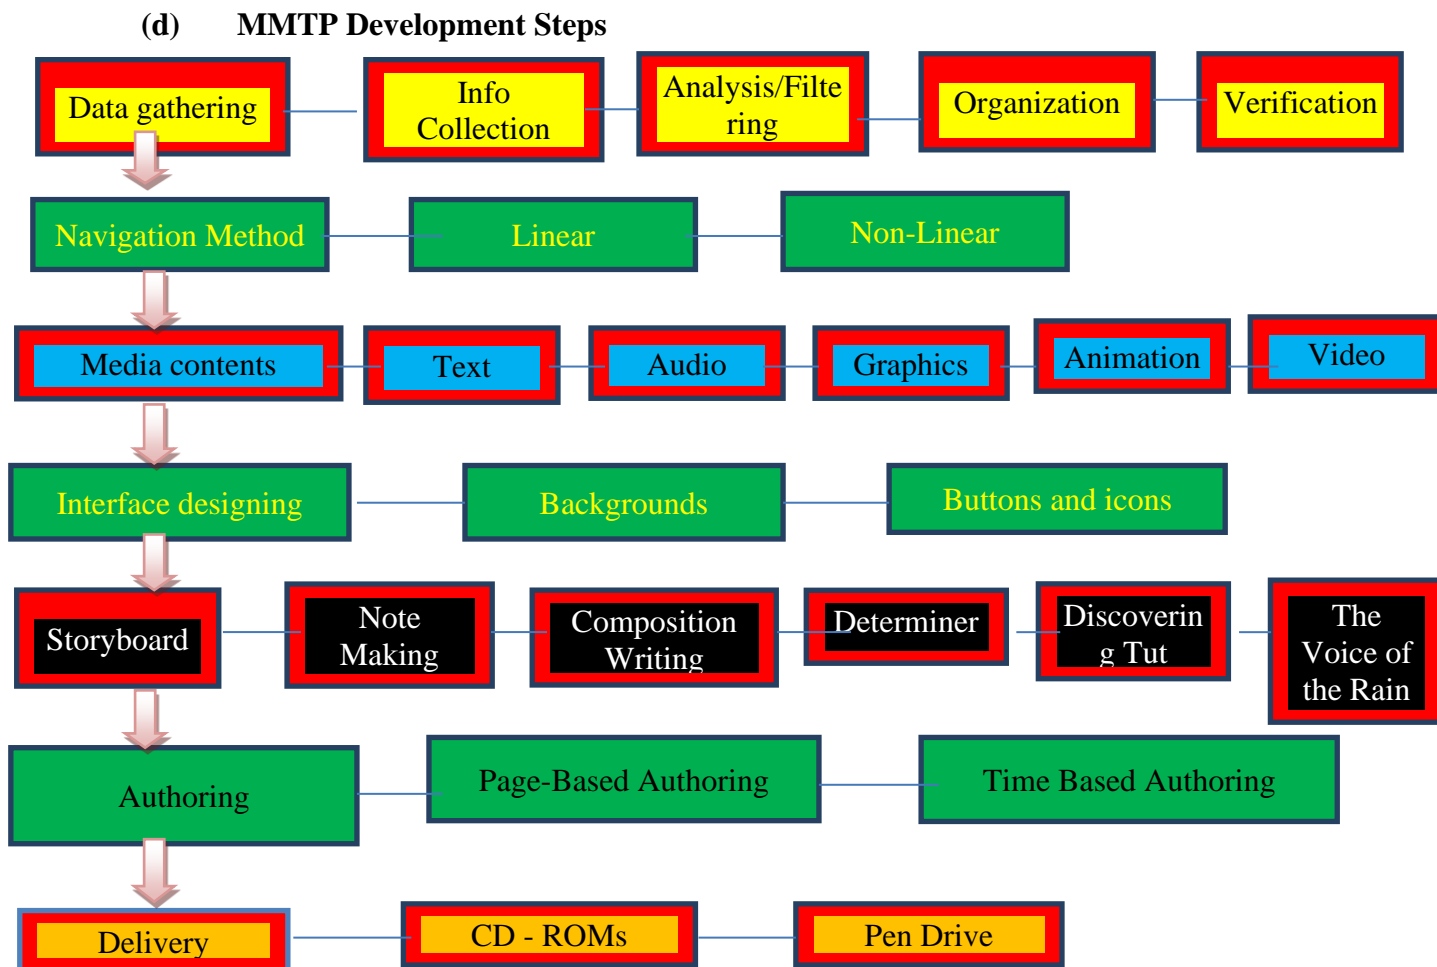 (d) MMTP Development Steps
Data gathering
Info
Collection
Analysis/Filte
ring
Organization
Verification
Navigation Method
Linear
Non-Linear
Media contents
Text
Audio
Graphics
Animation
Video
Interface designing
Backgrounds
Buttons and icons
Storyboard
Note
Making
Composition
Writing
Determiner
Discoverin
g Tut
The
Voice of
the Rain
Authoring
Page-Based Authoring
Time Based Authoring
Delivery
CD - ROMs
Pen Drive